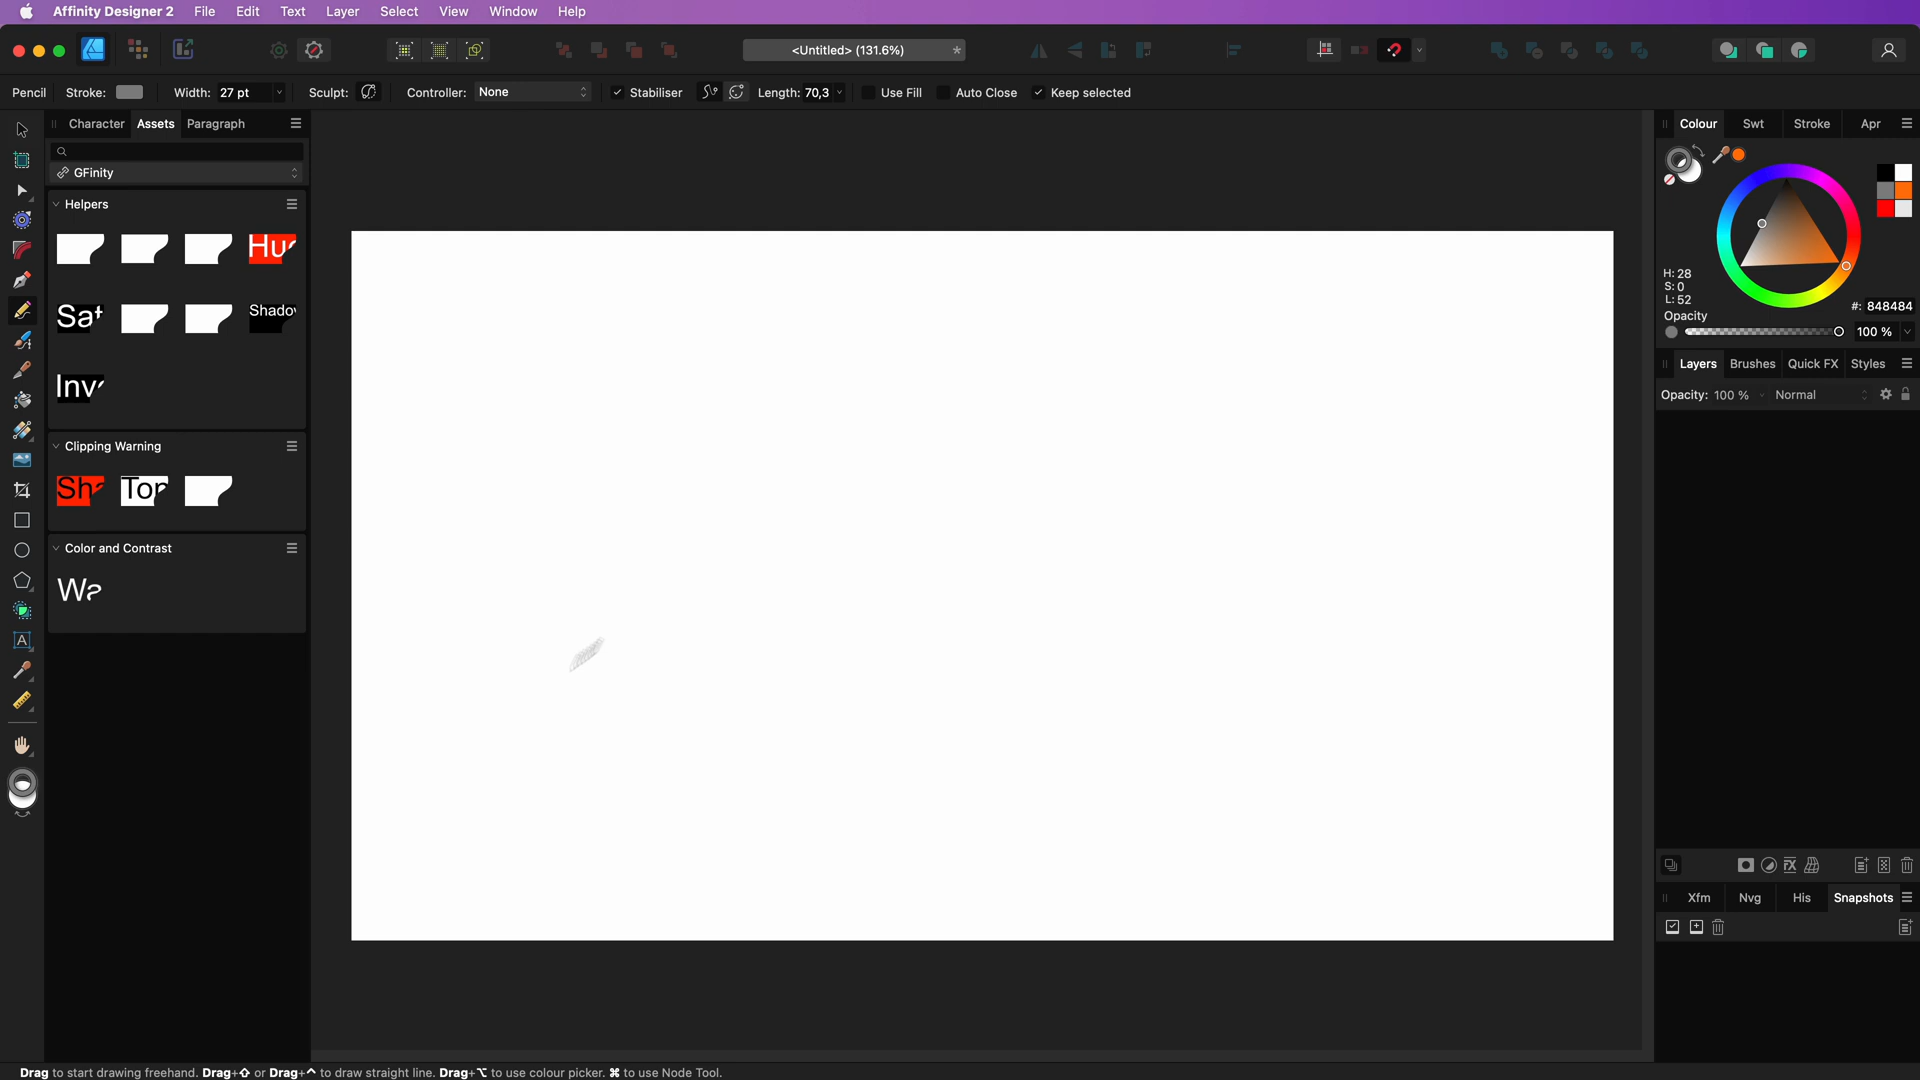 Affinity Designer 2 File Edit Text Layer Select View Window Help
<Untitled> (131.6%) *
Pencil Stroke: Width: 27 pt Sculpt: Controller: None Stabiliser Length: 70,3 Use Fill Auto Close Keep selected
Character Assets Paragraph
GFinity
Helpers
Hu
Sat
Shado
Inv
Clipping Warning
Sh
Ton
Color and Contrast
Wa
Colour Swt Stroke Apr
H: 28
S: 0
L: 52
#: 848484
Opacity
100 %
Layers Brushes Quick FX Styles
Opacity: 100 % Normal
Xfm Nvg His Snapshots
Drag to start drawing freehand. Drag+⇧ or Drag+⌃ to draw straight line. Drag+⌥ to use colour picker. ⌘ to use Node Tool.